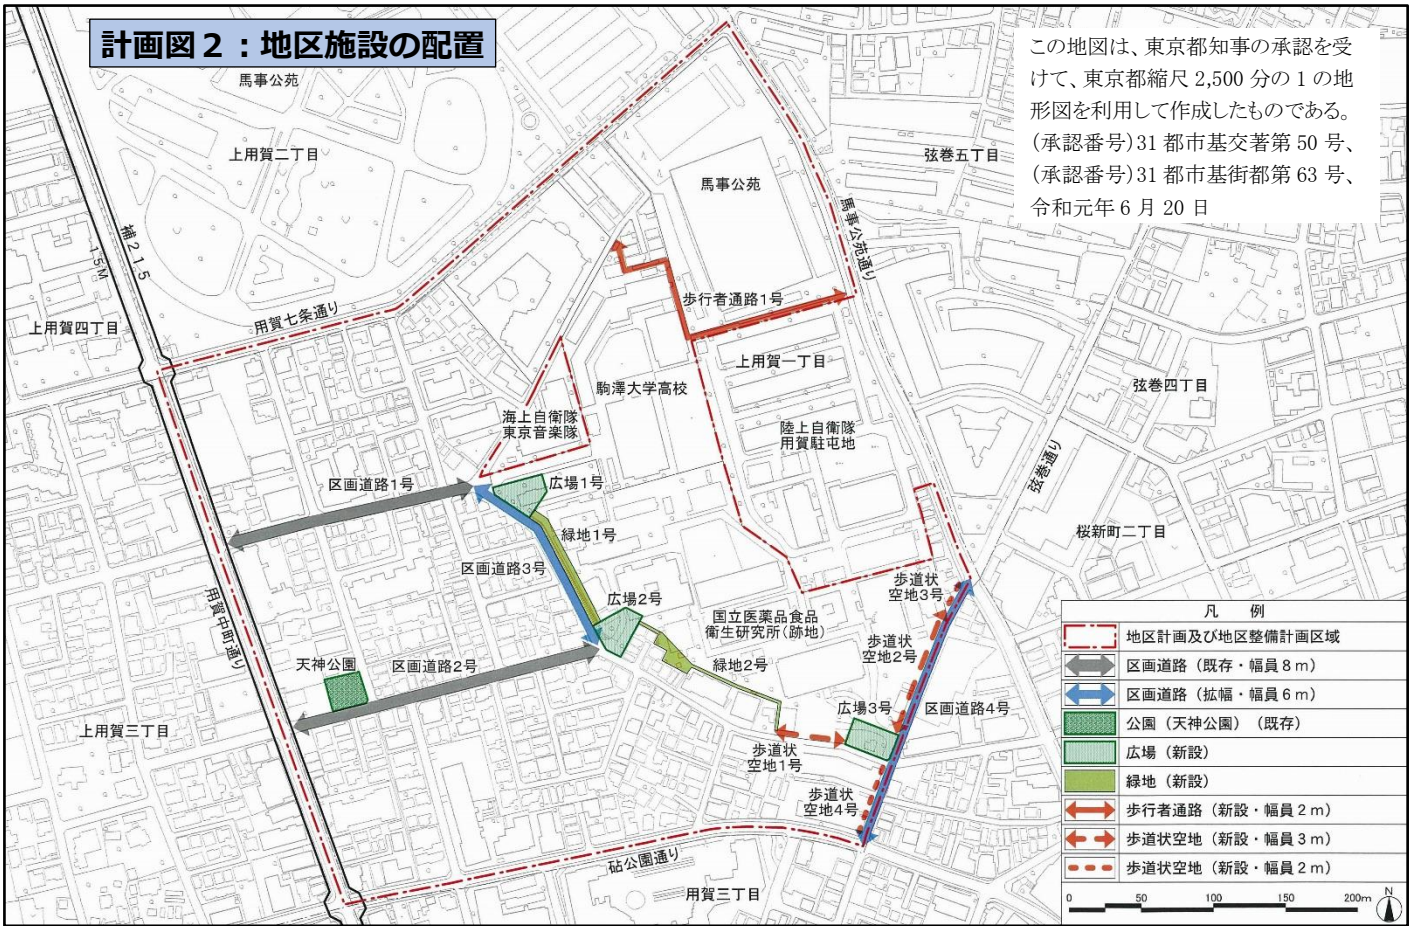 計画図２：地区施設の配置
この地図は、東京都知事の承認を受
けて、東京都縮尺 2,500 分の 1 の地
形図を利用して作成したものである。
(承認番号)31 都市基交著第 50 号、
(承認番号)31 都市基街都第 63 号、
令和元年 6 月 20 日
馬事公苑
上用賀二丁目
馬事公苑
弦巻五丁目
馬事公苑通り
補２１５
１５M
用賀七条通り
上用賀四丁目
歩行者通路1号
上用賀一丁目
駒澤大学高校
弦巻四丁目
海上自衛隊
東京音楽隊
陸上自衛隊
用賀駐屯地
弦巻通り
区画道路1号
広場1号
緑地1号
桜新町二丁目
区画道路3号
用賀中町通り
広場2号
国立医薬品食品
衛生研究所(跡地)
歩道状
空地3号
歩道状
空地2号
天神公園
区画道路2号
緑地2号
広場3号
区画道路4号
上用賀三丁目
歩道状
空地1号
歩道状
空地4号
砧公園通り
用賀三丁目
凡 例
地区計画及び地区整備計画区域
区画道路（既存・幅員８ｍ）
区画道路（拡幅・幅員６ｍ）
公園（天神公園）（既存）
広場（新設）
緑地（新設）
歩行者通路（新設・幅員２ｍ）
歩道状空地（新設・幅員３ｍ）
歩道状空地（新設・幅員２ｍ）
0 50 100 150 200m
N